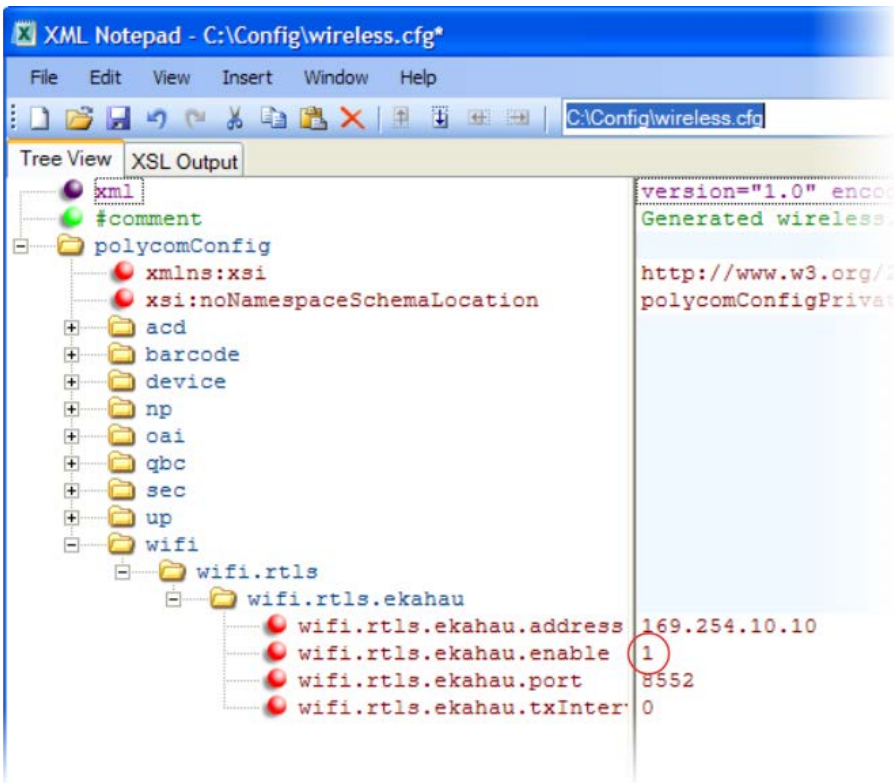 XML Notepad - C:\Config\wireless.cfg*
File Edit View Insert Window Help
C:\Config\wireless.cfg
Tree View XSL Output
xml version="1.0"
#comment Generated wireless
polycomConfig
xmlns:xsi http://www.w3.org/
xsi:noNamespaceSchemaLocation polycomConfigPriva
acd
barcode
device
np
oai
qbc
sec
up
wifi
wifi.rtls
wifi.rtls.ekahau
wifi.rtls.ekahau.address 169.254.10.10
wifi.rtls.ekahau.enable 1
wifi.rtls.ekahau.port 8552
wifi.rtls.ekahau.txInter 0